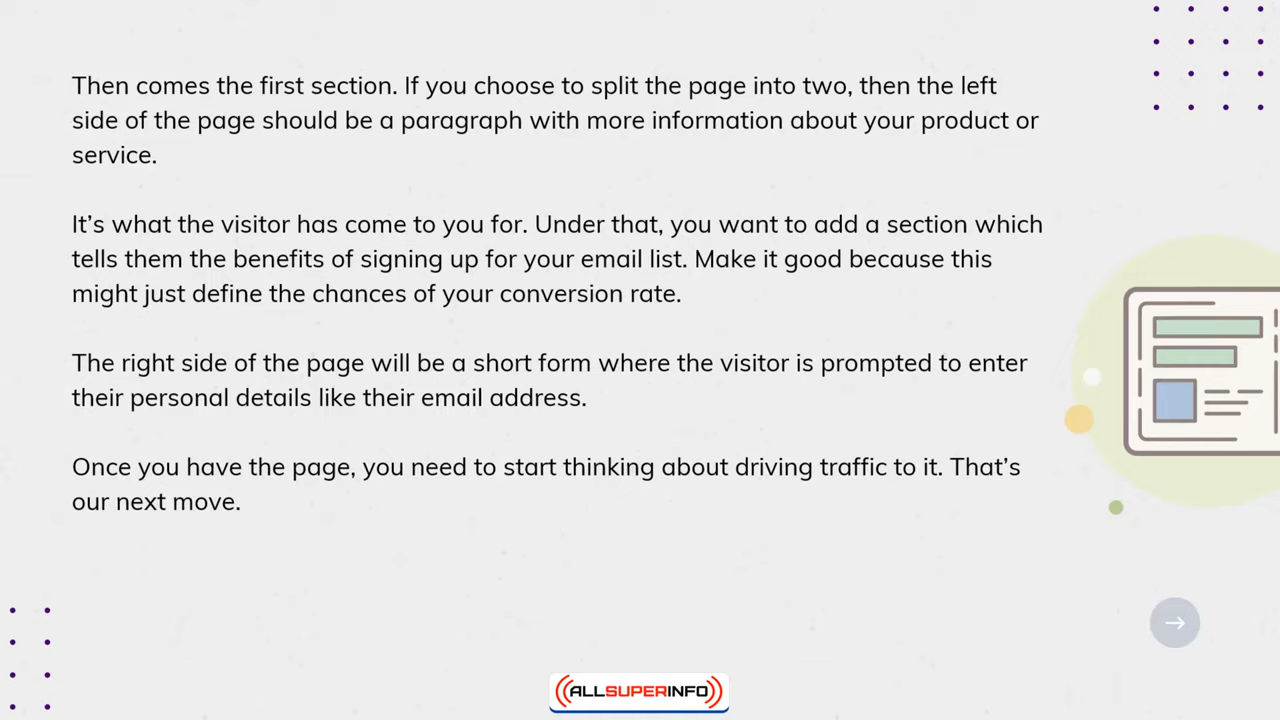 Then comes the first section. If you choose to split the page into two, then the left
side of the page should be a paragraph with more information about your product or
service.
It’s what the visitor has come to you for. Under that, you want to add a section which
tells them the benefits of signing up for your email list. Make it good because this
might just define the chances of your conversion rate.
The right side of the page will be a short form where the visitor is prompted to enter
their personal details like their email address.
Once you have the page, you need to start thinking about driving traffic to it. That’s
our next move.
ALLSUPERINFO